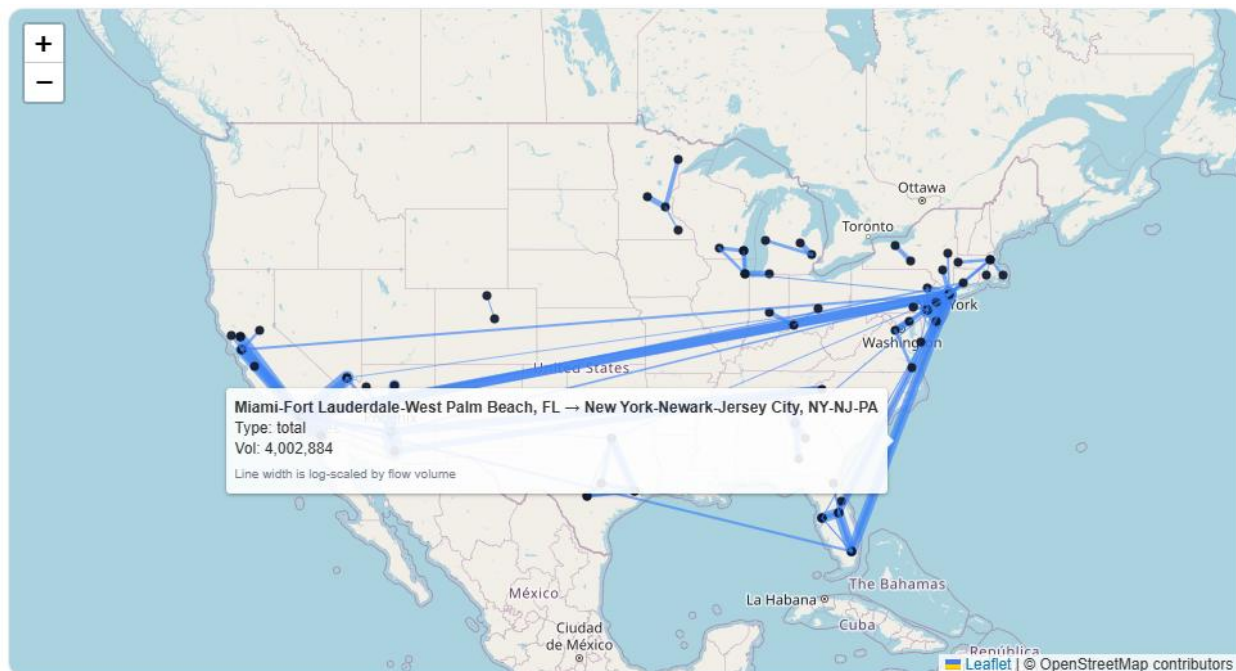 +
−
Ottawa
Toronto
York
Washington
United States
Miami-Fort Lauderdale-West Palm Beach, FL → New York-Newark-Jersey City, NY-NJ-PA
Type: total
Vol: 4,002,884
Line width is log-scaled by flow volume
The Bahamas
La Habana
México
Cuba
Ciudad
de México
República
Leaflet | © OpenStreetMap contributors